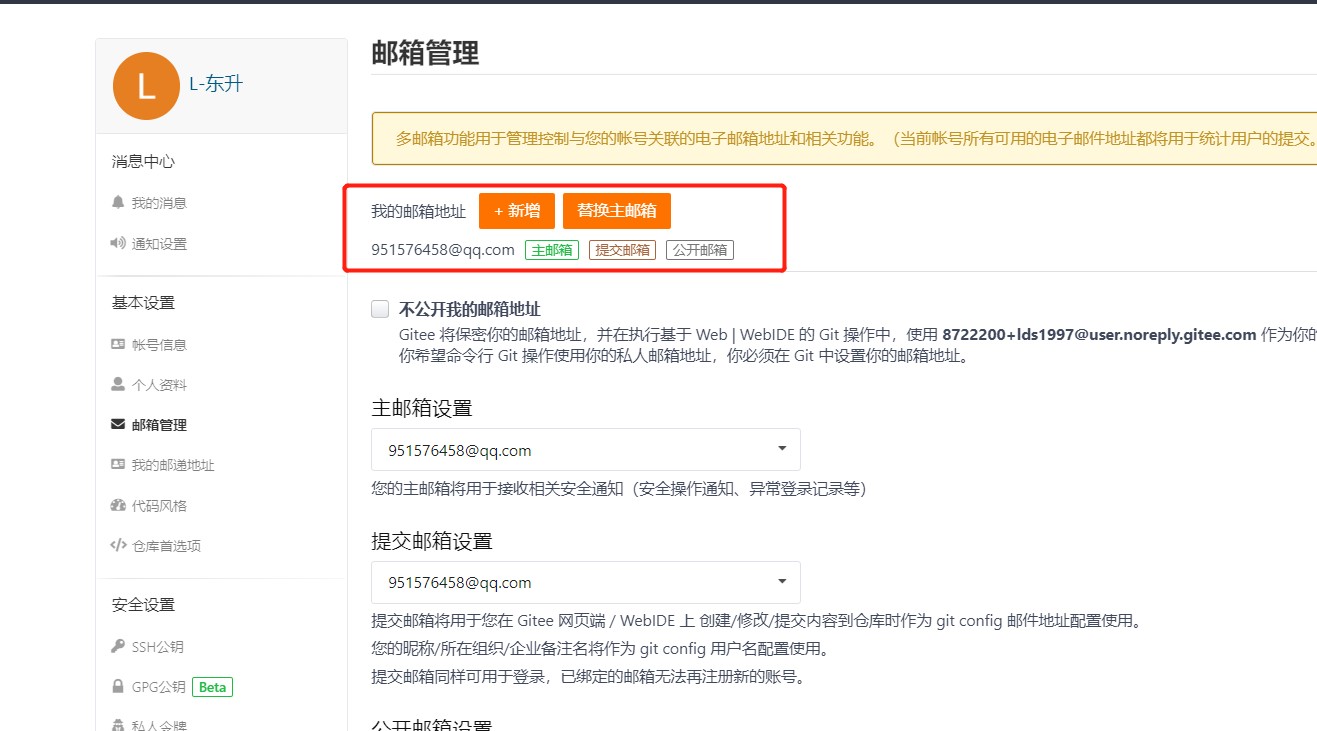 L
L-东升
消息中心
我的消息
通知设置
基本设置
帐号信息
个人资料
邮箱管理
我的邮递地址
代码风格
仓库首选项
安全设置
SSH公钥
GPG公钥 Beta
私人令牌
邮箱管理
多邮箱功能用于管理控制与您的帐号关联的电子邮箱地址和相关功能。（当前帐号所有可用的电子邮件地址都将用于统计用户的提交。
我的邮箱地址 + 新增 替换主邮箱
951576458@qq.com 主邮箱 提交邮箱 公开邮箱
不公开我的邮箱地址
Gitee 将保密你的邮箱地址，并在执行基于 Web | WebIDE 的 Git 操作中，使用 8722200+lds1997@user.noreply.gitee.com 作为你的
你希望命令行 Git 操作使用你的私人邮箱地址，你必须在 Git 中设置你的邮箱地址。
主邮箱设置
951576458@qq.com
您的主邮箱将用于接收相关安全通知（安全操作通知、异常登录记录等）
提交邮箱设置
951576458@qq.com
提交邮箱将用于您在 Gitee 网页端 / WebIDE 上 创建/修改/提交内容到仓库时作为 git config 邮件地址配置使用。
您的昵称/所在组织/企业备注名将作为 git config 用户名配置使用。
提交邮箱同样可用于登录，已绑定的邮箱无法再注册新的账号。
公开邮箱设置